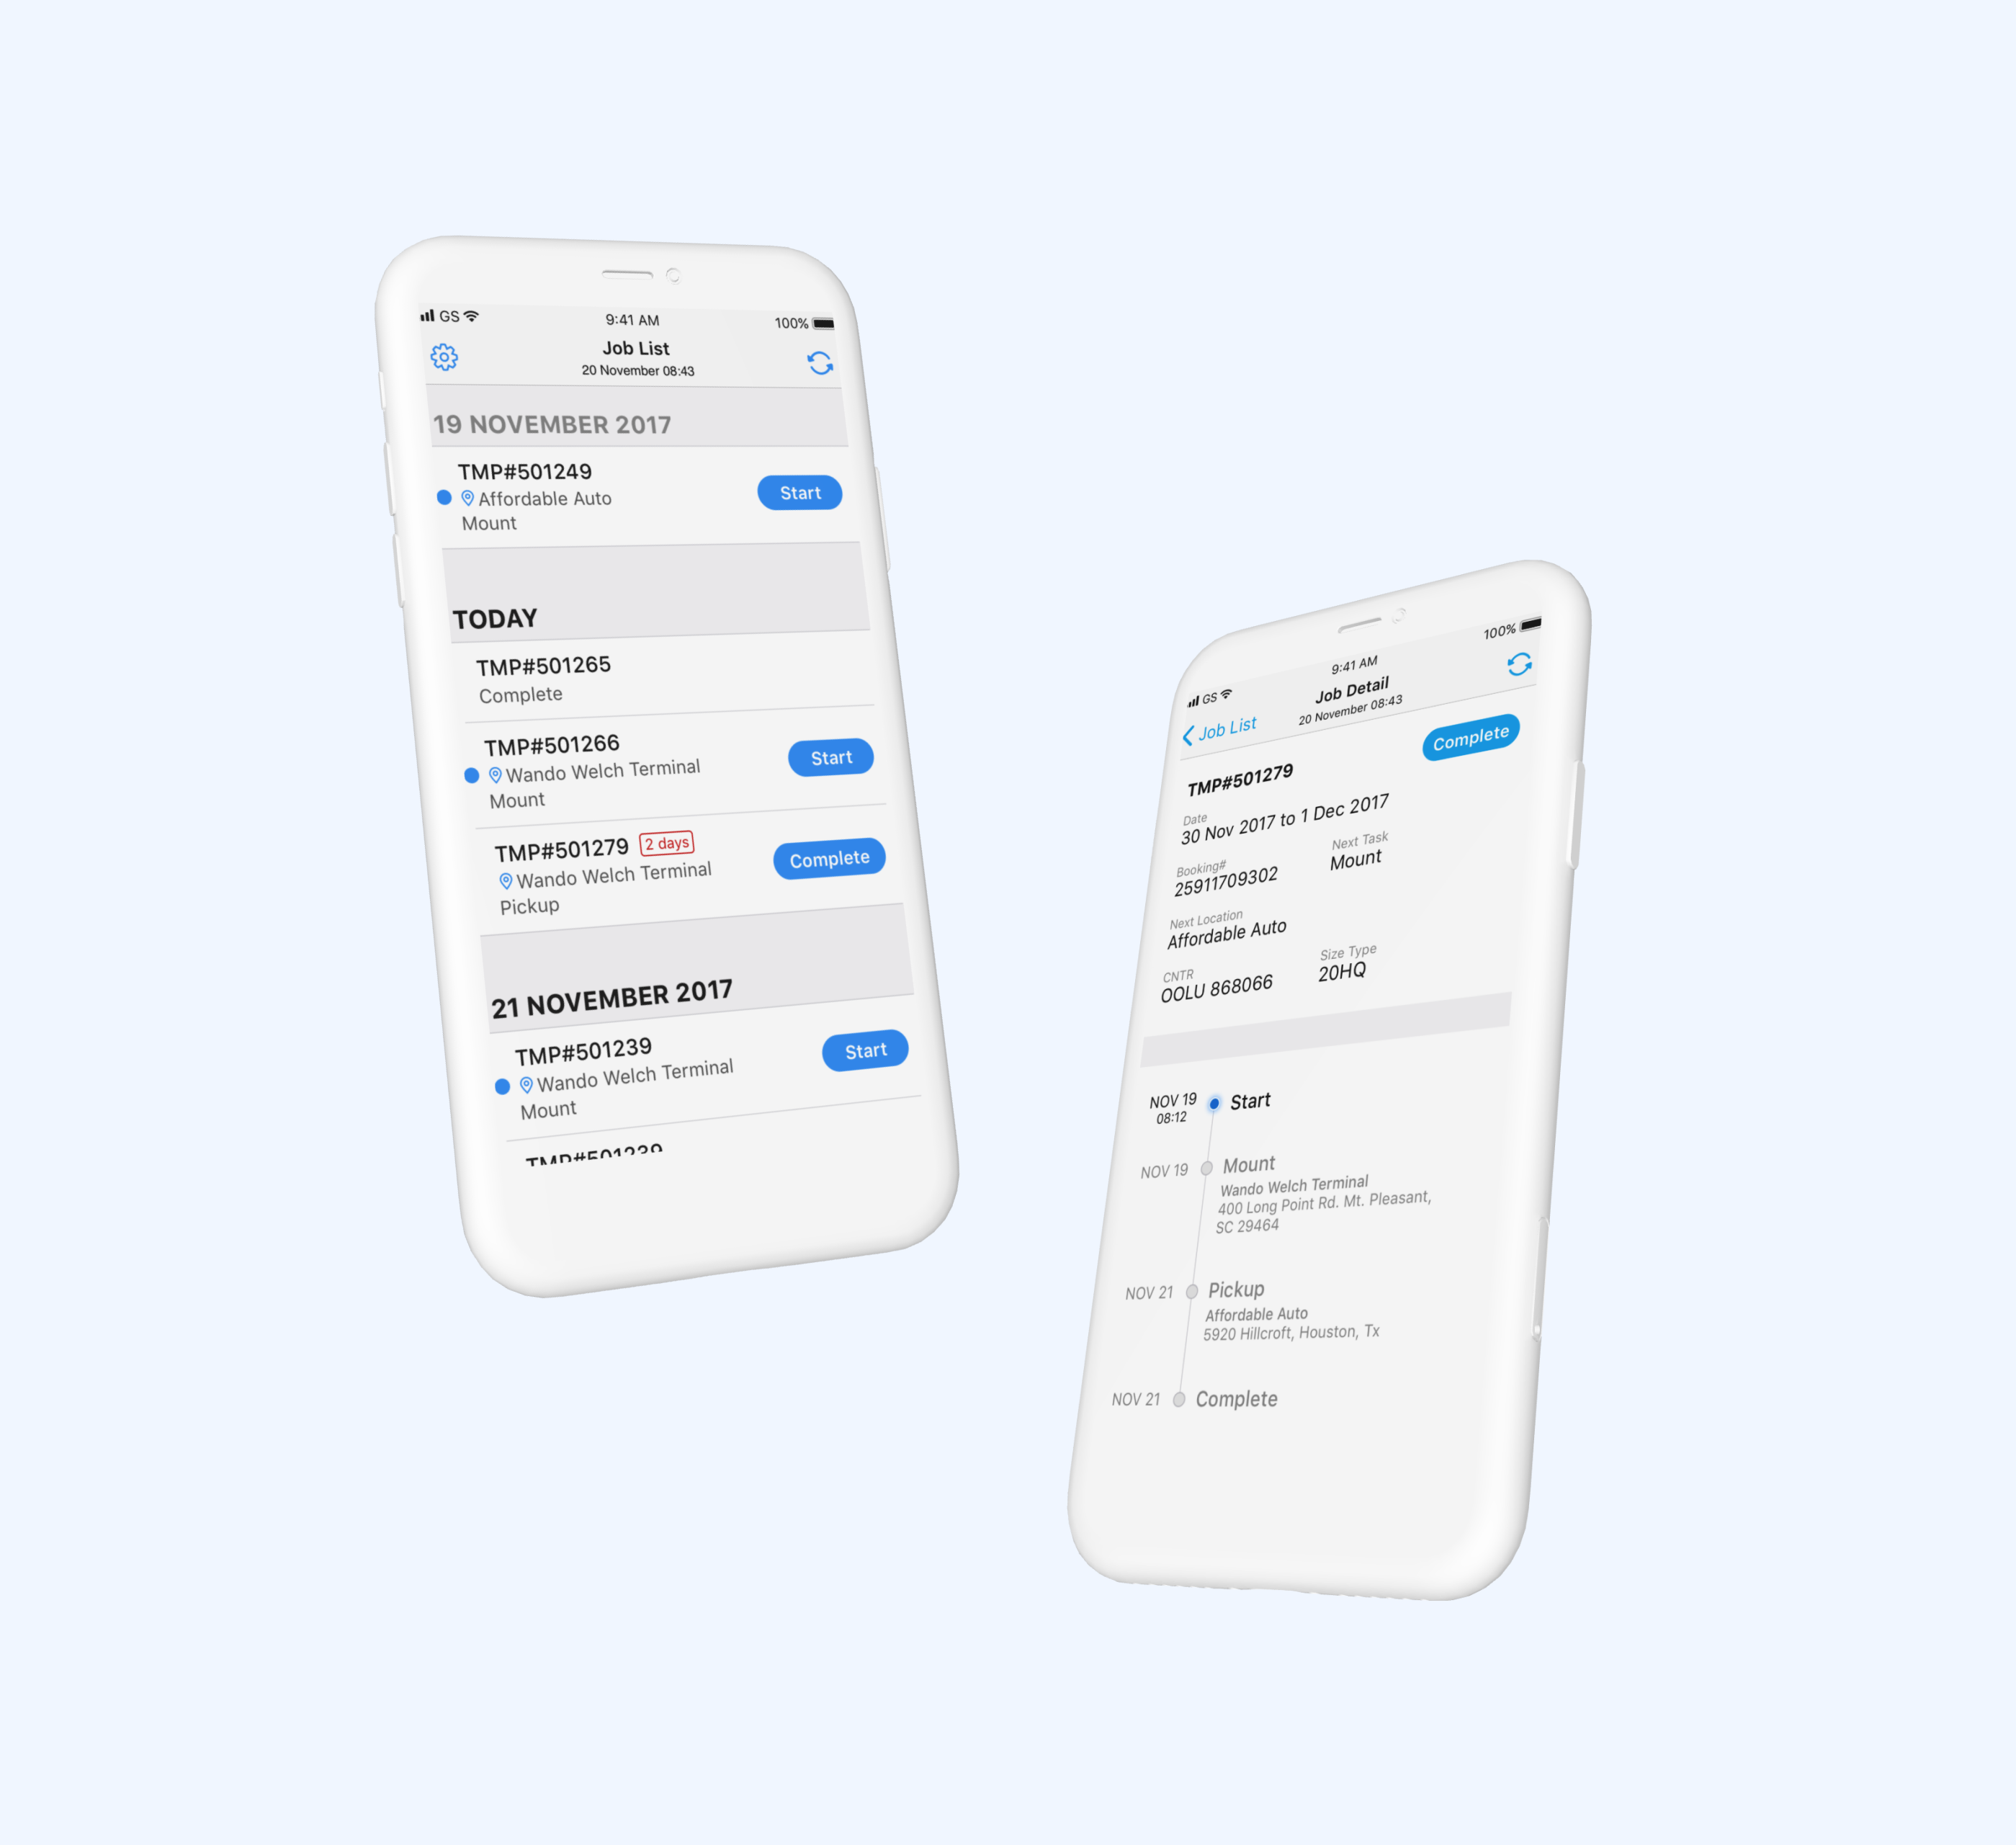 GS 9:41 AM 100%
Job List
20 November 08:43
19 NOVEMBER 2017
TMP#501249
Affordable Auto
Mount
Start
TODAY
TMP#501265
Complete
TMP#501266
Wando Welch Terminal
Mount
Start
TMP#501279 2 days
Wando Welch Terminal
Pickup
Complete
21 NOVEMBER 2017
TMP#501239
Wando Welch Terminal
Mount
Start
TMP#501239
GS 9:41 AM 100%
Job List
Job Detail
20 November 08:43
Complete
TMP#501279
Date
30 Nov 2017 to 1 Dec 2017
Booking# Next Task
25911709302 Mount
Next Location
Affordable Auto
CNTR Size Type
OOLU 868066 20HQ
NOV 19 Start
08:12
NOV 19 Mount
Wando Welch Terminal
400 Long Point Rd. Mt. Pleasant,
SC 29464
NOV 21 Pickup
Affordable Auto
5920 Hillcroft, Houston, Tx
NOV 21 Complete